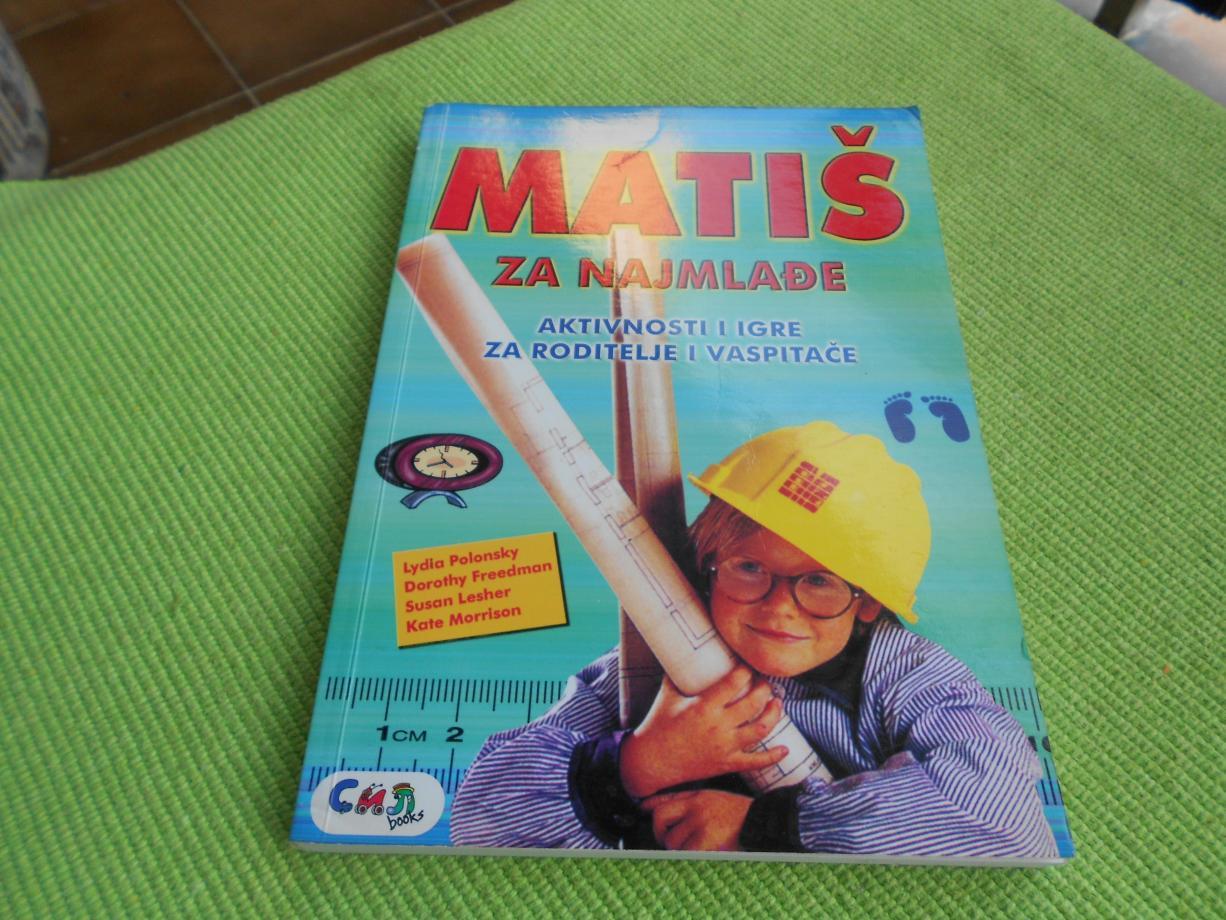 MATIŠ
ZA NAJMLAĐE
AKTIVNOSTI I IGRE
ZA RODITELJE I VASPITAČE
Lydia Polonsky
Dorothy Freedman
Susan Lesher
Kate Morrison
1CM 2
СМЛ
books